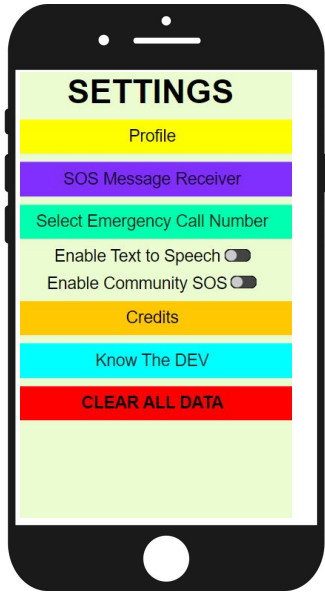 SETTINGS
Profile
SOS Message Receiver
Select Emergency Call Number
Enable Text to Speech
Enable Community SOS
Credits
Know The DEV
CLEAR ALL DATA